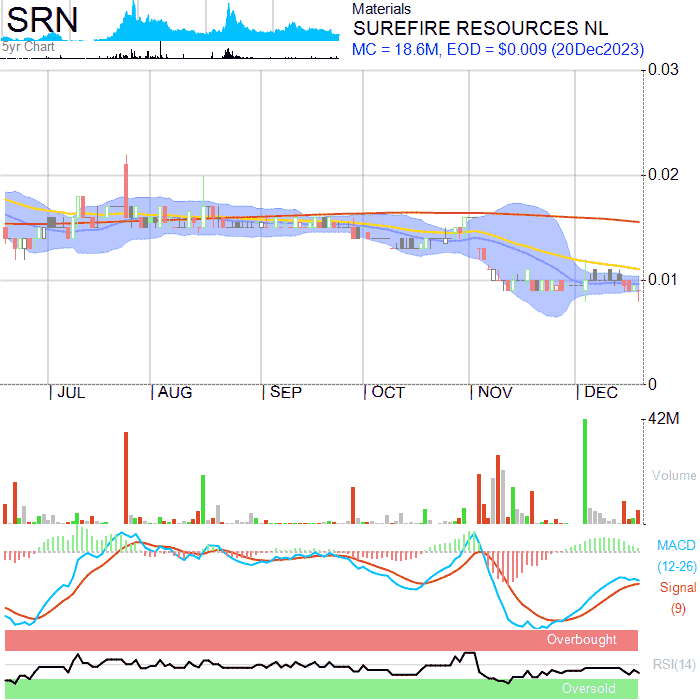 SRN
5yr Chart
Materials
SUREFIRE RESOURCES NL
MC = 18.6M, EOD = $0.009 (20Dec2023)
0.03
0.02
0.01
0
JUL AUG SEP OCT NOV DEC
42M
Volume
MACD
(12-26)
Signal
(9)
Overbought
RSI(14)
Oversold